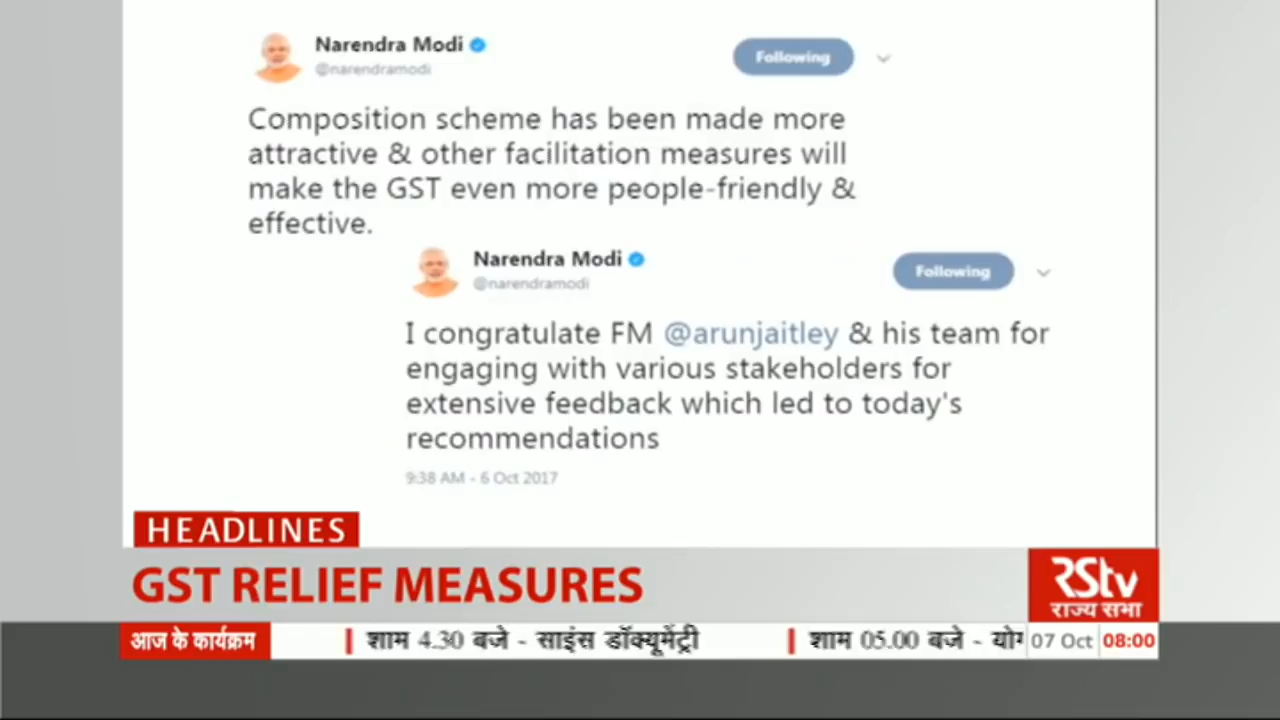 Narendra Modi
@narendramodi
Following
Composition scheme has been made more
attractive & other facilitation measures will
make the GST even more people-friendly &
effective.
Narendra Modi
@narendramodi
Following
I congratulate FM @arunjaitley & his team for
engaging with various stakeholders for
extensive feedback which led to today's
recommendations
9:38 AM - 6 Oct 2017
HEADLINES
GST RELIEF MEASURES
RStv
राज्य सभा
आज के कार्यक्रम
शाम 4.30 बजे - साइंस डॉक्यूमेंट्री
शाम 05.00 बजे -
07 Oct
08:00